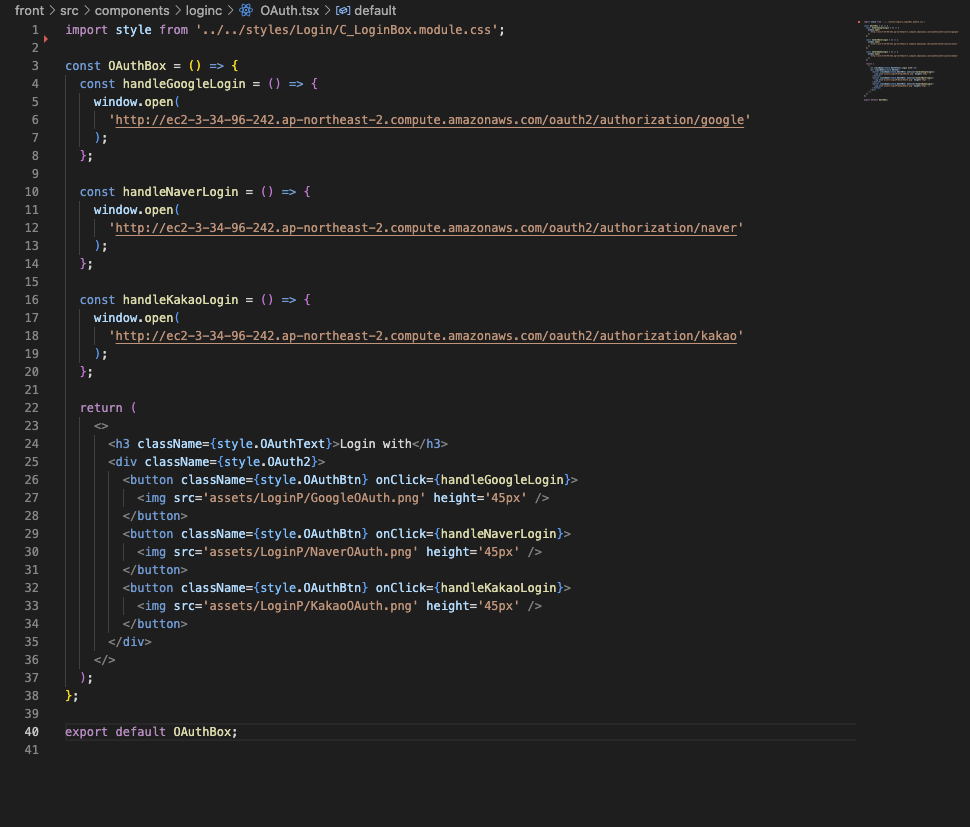 front > src > components > loginc > OAuth.tsx > default
1 import style from '../../styles/Login/C_LoginBox.module.css';
2
3 const OAuthBox = () => {
4   const handleGoogleLogin = () => {
5     window.open(
6       'http://ec2-3-34-96-242.ap-northeast-2.compute.amazonaws.com/oauth2/authorization/google'
7     );
8   };
9
10   const handleNaverLogin = () => {
11     window.open(
12       'http://ec2-3-34-96-242.ap-northeast-2.compute.amazonaws.com/oauth2/authorization/naver'
13     );
14   };
15
16   const handleKakaoLogin = () => {
17     window.open(
18       'http://ec2-3-34-96-242.ap-northeast-2.compute.amazonaws.com/oauth2/authorization/kakao'
19     );
20   };
21
22   return (
23     <>
24       <h3 className={style.OAuthText}>Login with</h3>
25       <div className={style.OAuth2}>
26         <button className={style.OAuthBtn} onClick={handleGoogleLogin}>
27           <img src='assets/LoginP/GoogleOAuth.png' height='45px' />
28         </button>
29         <button className={style.OAuthBtn} onClick={handleNaverLogin}>
30           <img src='assets/LoginP/NaverOAuth.png' height='45px' />
31         </button>
32         <button className={style.OAuthBtn} onClick={handleKakaoLogin}>
33           <img src='assets/LoginP/KakaoOAuth.png' height='45px' />
34         </button>
35       </div>
36     </>
37   );
38 };
39
40 export default OAuthBox;
41